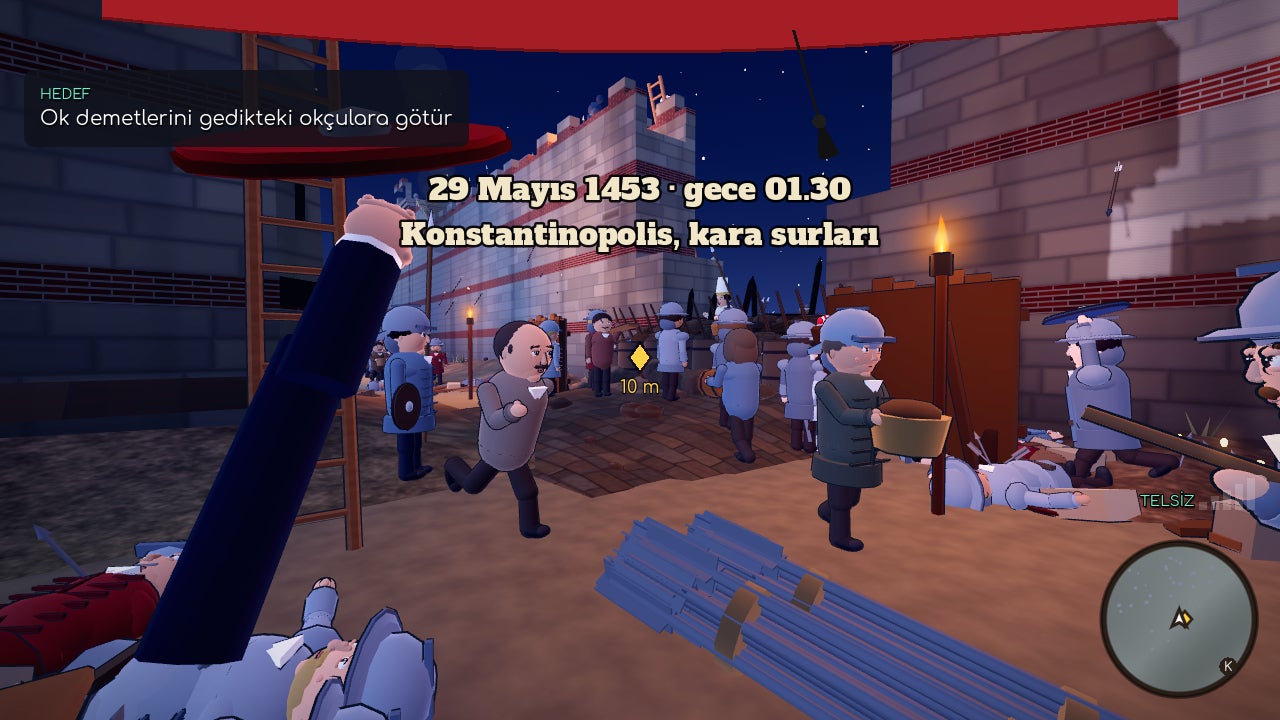 HEDEF
Ok demetlerini gedikteki okçulara götür
29 Mayıs 1453 · gece 01.30
Konstantinopolis, kara surları
10 m
TELSİZ
K